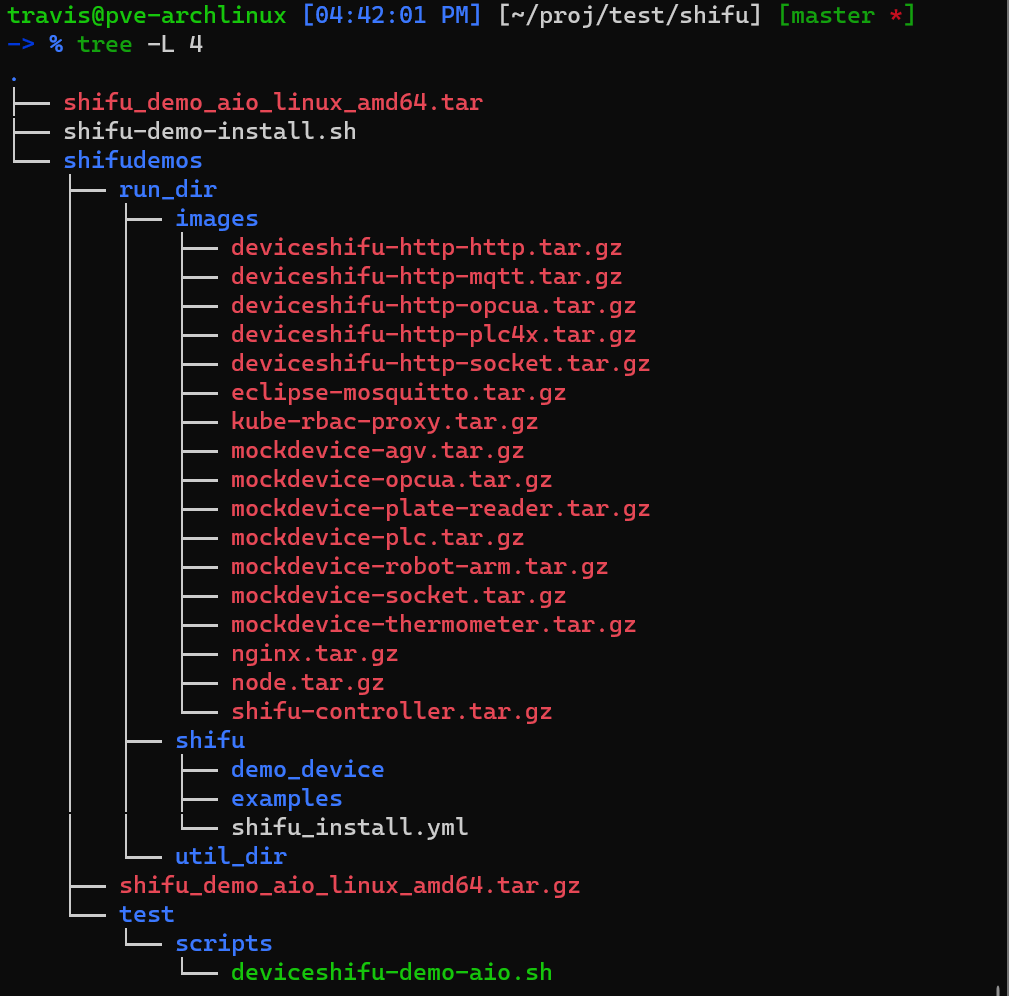 travis@pve-archlinux [04:42:01 PM] [~/proj/test/shifu] [master *]
-> % tree -L 4
.
├── shifu_demo_aio_linux_amd64.tar
├── shifu-demo-install.sh
└── shifudemos
    ├── run_dir
    │   ├── images
    │   │   ├── deviceshifu-http-http.tar.gz
    │   │   ├── deviceshifu-http-mqtt.tar.gz
    │   │   ├── deviceshifu-http-opcua.tar.gz
    │   │   ├── deviceshifu-http-plc4x.tar.gz
    │   │   ├── deviceshifu-http-socket.tar.gz
    │   │   ├── eclipse-mosquitto.tar.gz
    │   │   ├── kube-rbac-proxy.tar.gz
    │   │   ├── mockdevice-agv.tar.gz
    │   │   ├── mockdevice-opcua.tar.gz
    │   │   ├── mockdevice-plate-reader.tar.gz
    │   │   ├── mockdevice-plc.tar.gz
    │   │   ├── mockdevice-robot-arm.tar.gz
    │   │   ├── mockdevice-socket.tar.gz
    │   │   ├── mockdevice-thermometer.tar.gz
    │   │   ├── nginx.tar.gz
    │   │   ├── node.tar.gz
    │   │   └── shifu-controller.tar.gz
    │   ├── shifu
    │   │   ├── demo_device
    │   │   ├── examples
    │   │   └── shifu_install.yml
    │   └── util_dir
    ├── shifu_demo_aio_linux_amd64.tar.gz
    └── test
        └── scripts
            └── deviceshifu-demo-aio.sh